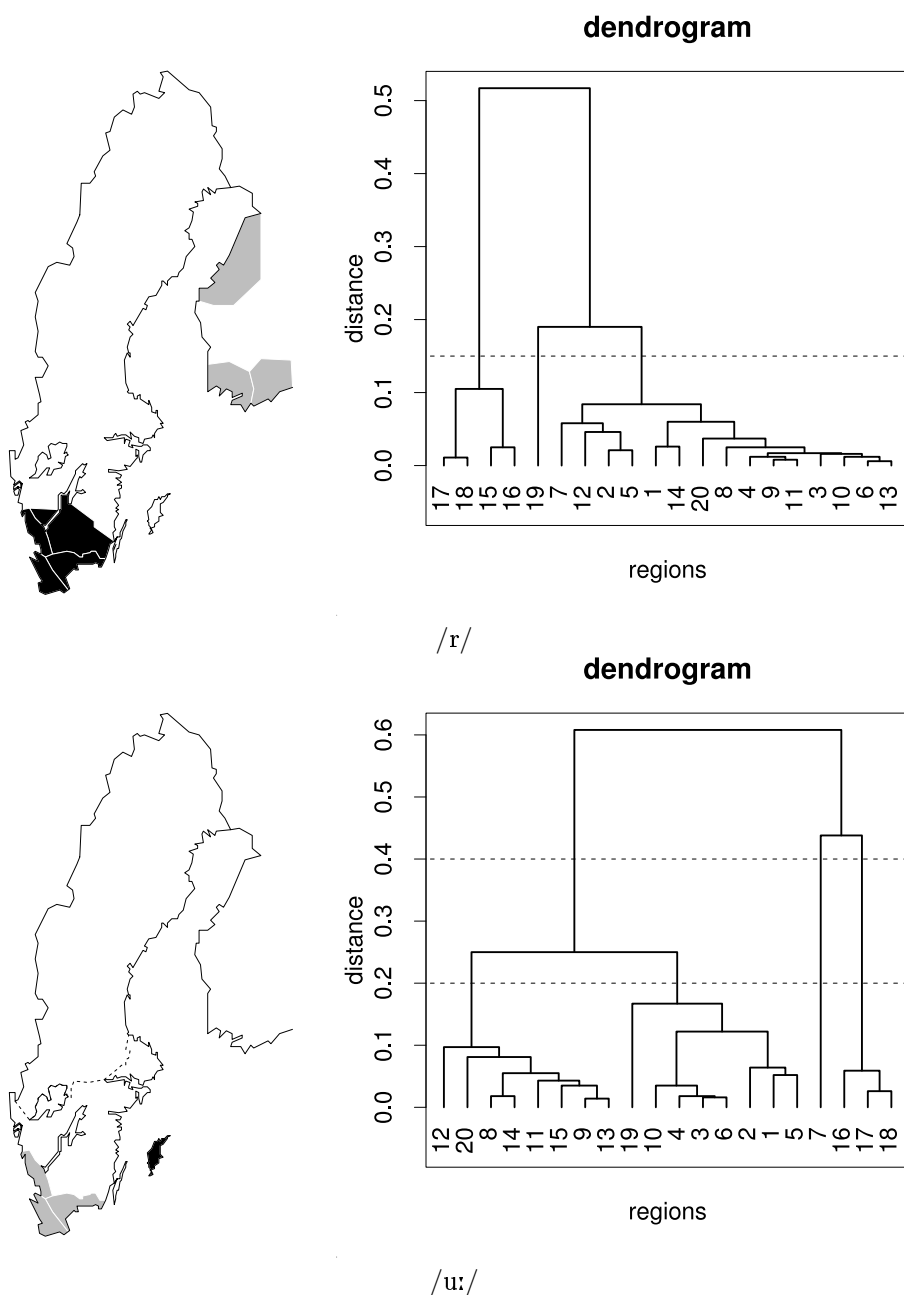 dendrogram
distance
0.0 0.1 0.2 0.3 0.4 0.5
17 18 15 16 19 7 12 2 5 1 14 20 8 4 9 11 3 10 6 13
regions
/r/
dendrogram
distance
0.0 0.1 0.2 0.3 0.4 0.5 0.6
12 20 8 14 11 15 9 13 19 10 4 3 6 2 1 5 7 16 17 18
regions
/uː/